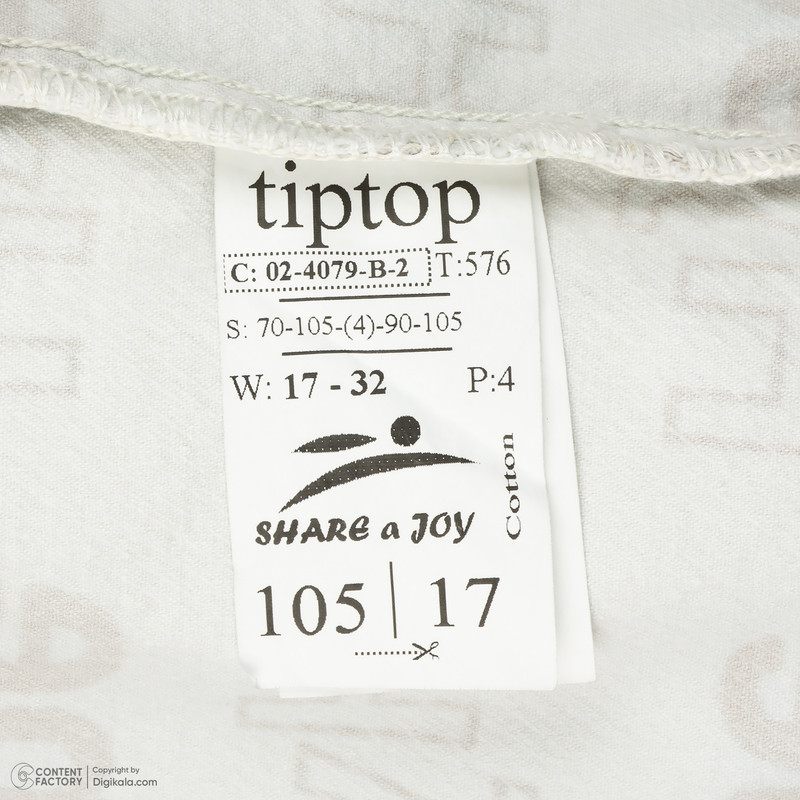 tiptop
C: 02-4079-B-2 T:576
S: 70-105-(4)-90-105
W: 17 - 32 P:4
Cotton
SHARE a JOY
105 | 17
CONTENT FACTORY
Copyright by
Digikala.com